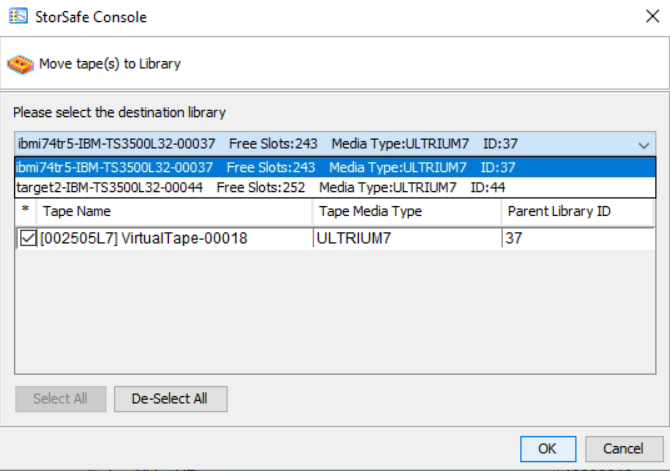 StorSafe Console
Move tape(s) to Library
Please select the destination library
ibmi74tr5-IBM-TS3500L32-00037 Free Slots:243 Media Type:ULTRIUM7 ID:37
ibmi74tr5-IBM-TS3500L32-00037 Free Slots:243 Media Type:ULTRIUM7 ID:37
target2-IBM-TS3500L32-00044 Free Slots:252 Media Type:ULTRIUM7 ID:44
* Tape Name Tape Media Type Parent Library ID
[002505L7] VirtualTape-00018 ULTRIUM7 37
Select All De-Select All
OK Cancel